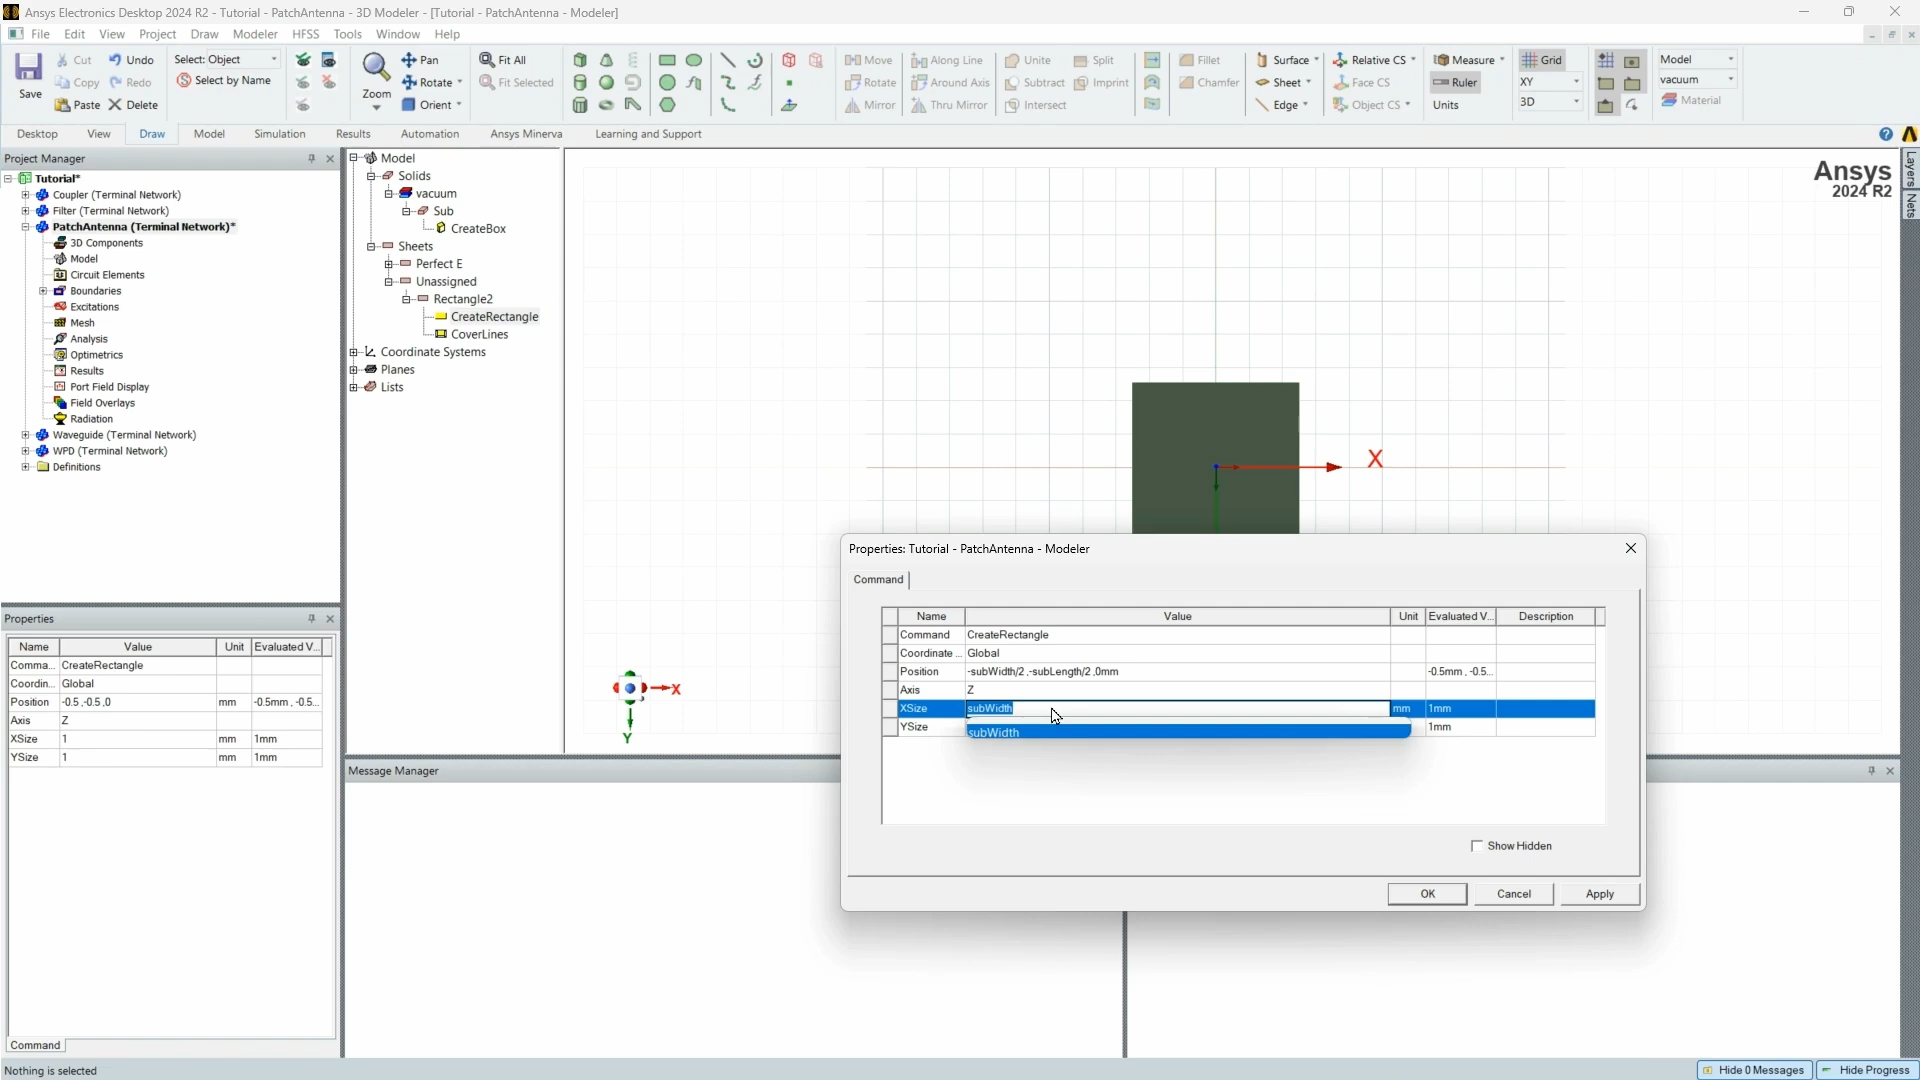 Ansys Electronics Desktop 2024 R2 - Tutorial - PatchAntenna - 3D Modeler - [Tutorial - PatchAntenna - Modeler]
File Edit View Project Draw Modeler HFSS Tools Window Help
Save Cut Copy Paste Undo Redo Delete
Select: Object
Select by Name
Zoom Pan Rotate Orient
Fit All
Fit Selected
Move Rotate Mirror
Along Line Around Axis Thru Mirror
Unite Subtract Intersect
Split Imprint
Fillet Chamfer
Surface Sheet Edge
Relative CS Face CS Object CS
Measure Ruler Units
Grid XY 3D
Model vacuum Material
Desktop View Draw Model Simulation Results Automation Ansys Minerva Learning and Support
Project Manager
Tutorial*
Coupler (Terminal Network)
Filter (Terminal Network)
PatchAntenna (Terminal Network)*
3D Components
Model
Circuit Elements
Boundaries
Excitations
Mesh
Analysis
Optimetrics
Results
Port Field Display
Field Overlays
Radiation
Waveguide (Terminal Network)
WPD (Terminal Network)
Definitions
Model
Solids
vacuum
Sub
CreateBox
Sheets
Perfect E
Unassigned
Rectangle2
CreateRectangle
CoverLines
Coordinate Systems
Planes
Lists
Ansys
2024 R2
Layers Nets
X
X
Y
Properties
Name Value Unit Evaluated V...
Comma... CreateRectangle
Coordin... Global
Position -0.5 ,-0.5 ,0 mm -0.5mm , -0.5...
Axis Z
XSize 1 mm 1mm
YSize 1 mm 1mm
Command
Message Manager
Properties: Tutorial - PatchAntenna - Modeler
Command
Name Value Unit Evaluated V... Description
Command CreateRectangle
Coordinate ... Global
Position -subWidth/2 ,-subLength/2 ,0mm -0.5mm , -0.5...
Axis Z
XSize subWidth mm 1mm
YSize 1mm
subWidth
Show Hidden
OK Cancel Apply
Nothing is selected
Hide 0 Messages Hide Progress